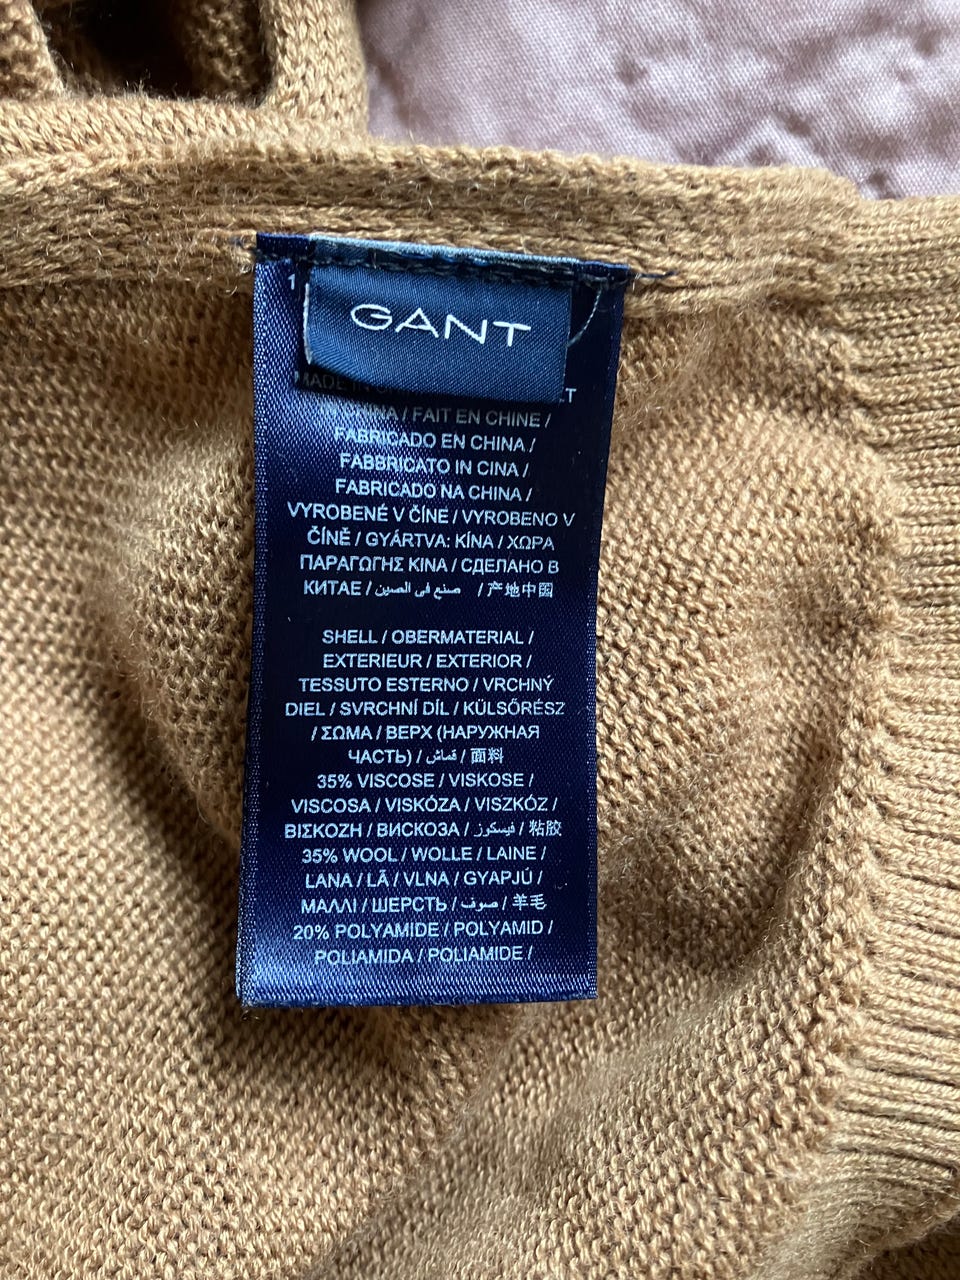 GANT
MADE IN
IN CHINA / FAIT EN CHINE /
FABRICADO EN CHINA /
FABBRICATO IN CINA /
FABRICADO NA CHINA /
VYROBENÉ V ČÍNE / VYROBENO V
ČÍNĚ / GYÁRTVA: KÍNA / ΧΩΡΑ
ΠΑΡΑΓΩΓΗΣ ΚΙΝΑ / СДЕЛАНО В
КИТАЕ / صنع في الصين / 产地中国
SHELL / OBERMATERIAL /
EXTERIEUR / EXTERIOR /
TESSUTO ESTERNO / VRCHNÝ
DIEL / SVRCHNÍ DÍL / KÜLSŐRÉSZ
/ ΣΩΜΑ / ВЕРХ (НАРУЖНАЯ
ЧАСТЬ) / قماش / 面料
35% VISCOSE / VISKOSE /
VISCOSA / VISKÓZA / VISZKÓZ /
ΒΙΣΚΟΖΗ / ВИСКОЗА / فيسكوز / 粘胶
35% WOOL / WOLLE / LAINE /
LANA / LÃ / VLNA / GYAPJÚ /
ΜΑΛΛΙ / ШЕРСТЬ / صوف / 羊毛
20% POLYAMIDE / POLYAMID /
POLIAMIDA / POLIAMIDE /